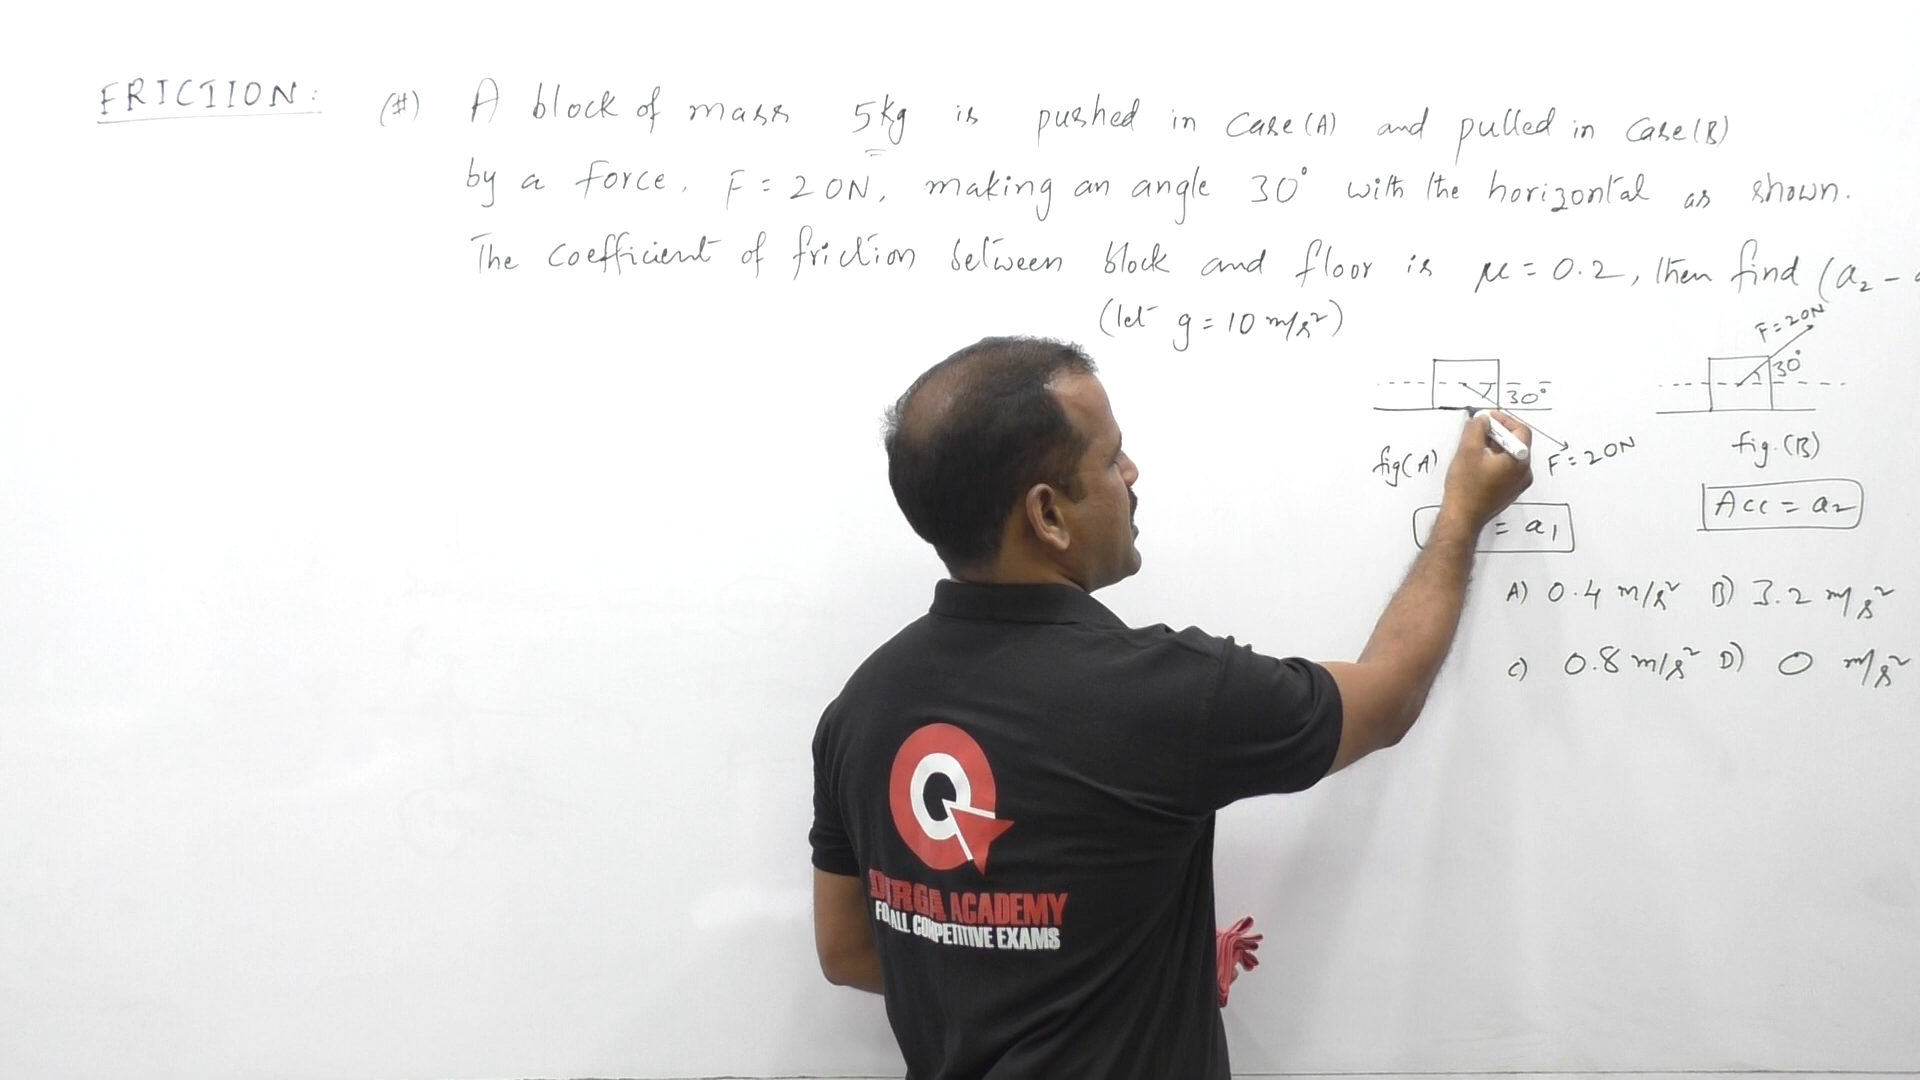 FRICTION: (#) A block of mass 5kg is pushed in case(A) and pulled in case(B)
by a force, F = 20N, making an angle 30° with the horizontal as shown.
The coefficient of friction between block and floor is μ = 0.2, then find (a₂ -
(let g = 10 m/s²)
F = 20N
30°
30°
F = 20N
fig(A)
fig.(B)
= a₁
Acc = a₂
A) 0.4 m/s² B) 3.2 m/s²
C) 0.8 m/s² D) 0 m/s²
DURGA ACADEMY
FOR ALL COMPETITIVE EXAMS